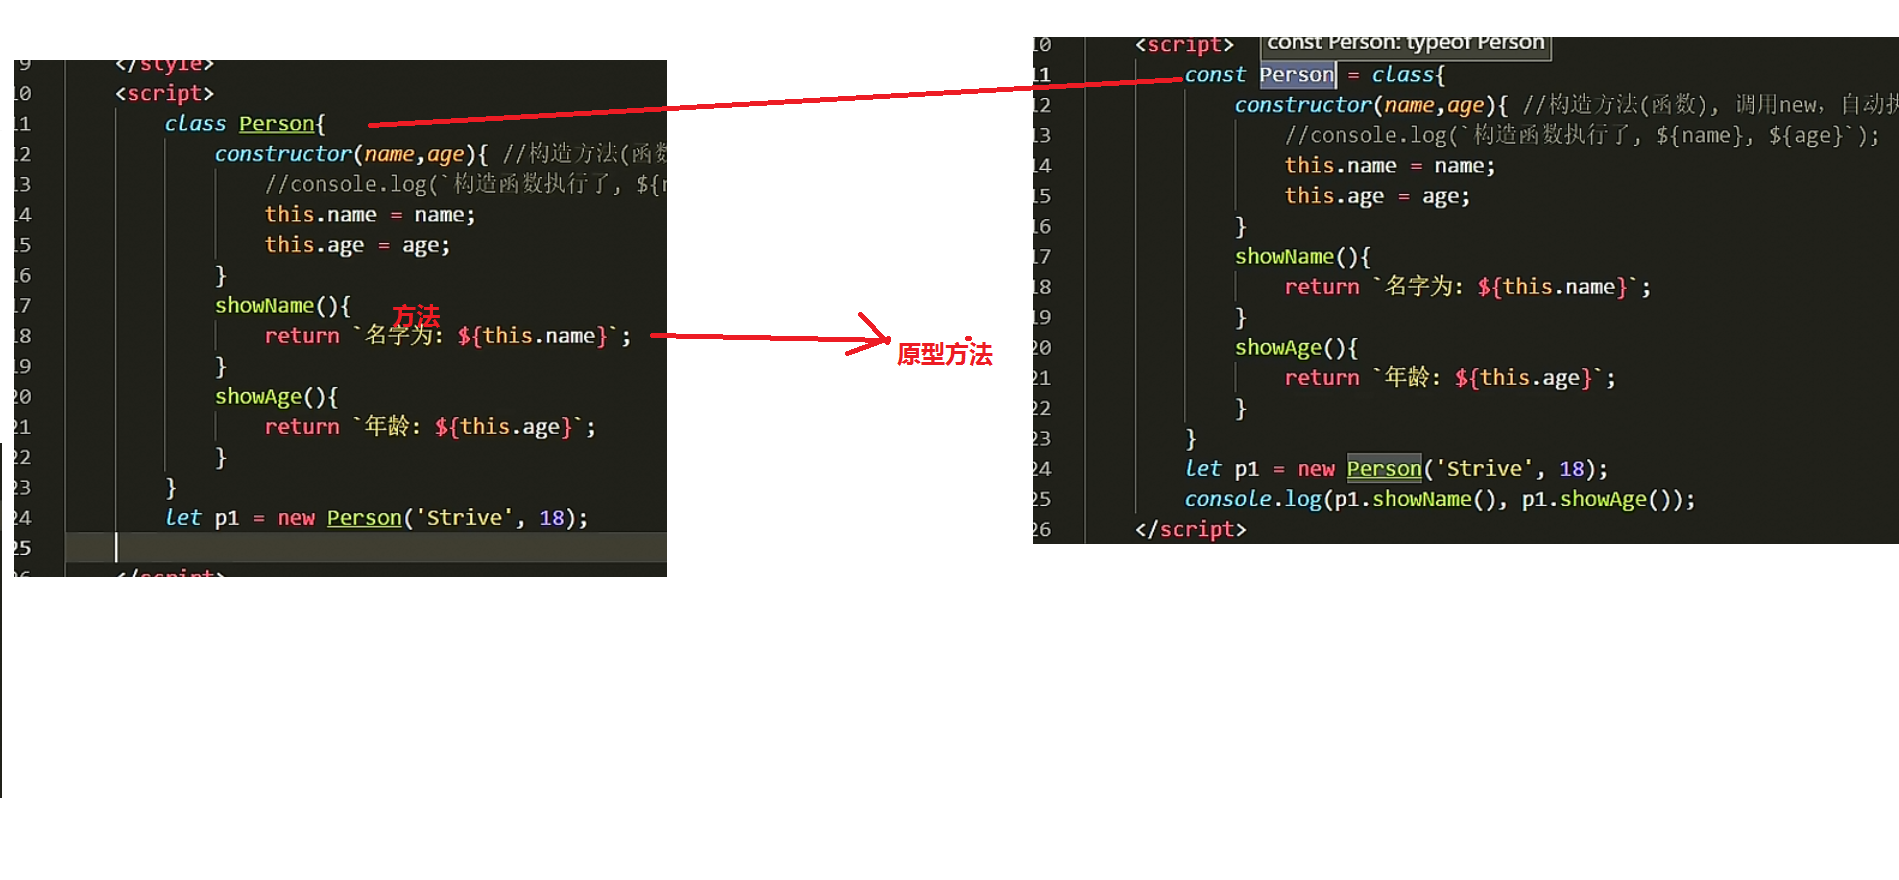 9 </style>
10 <script>
11 class Person{
12 constructor(name,age){ //构造方法(函数
13 //console.log(`构造函数执行了, ${n
14 this.name = name;
15 this.age = age;
16 }
17 showName(){
方法
18 return `名字为: ${this.name}`;
19 }
20 showAge(){
21 return `年龄: ${this.age}`;
22 }
23 }
24 let p1 = new Person('Strive', 18);
25
26 </script>
原型方法
const Person: typeof Person
10 <script>
11 const Person = class{
12 constructor(name,age){ //构造方法(函数), 调用new, 自动执
13 //console.log(`构造函数执行了, ${name}, ${age}`);
14 this.name = name;
15 this.age = age;
16 }
17 showName(){
18 return `名字为: ${this.name}`;
19 }
20 showAge(){
21 return `年龄: ${this.age}`;
22 }
23 }
24 let p1 = new Person('Strive', 18);
25 console.log(p1.showName(), p1.showAge());
26 </script>